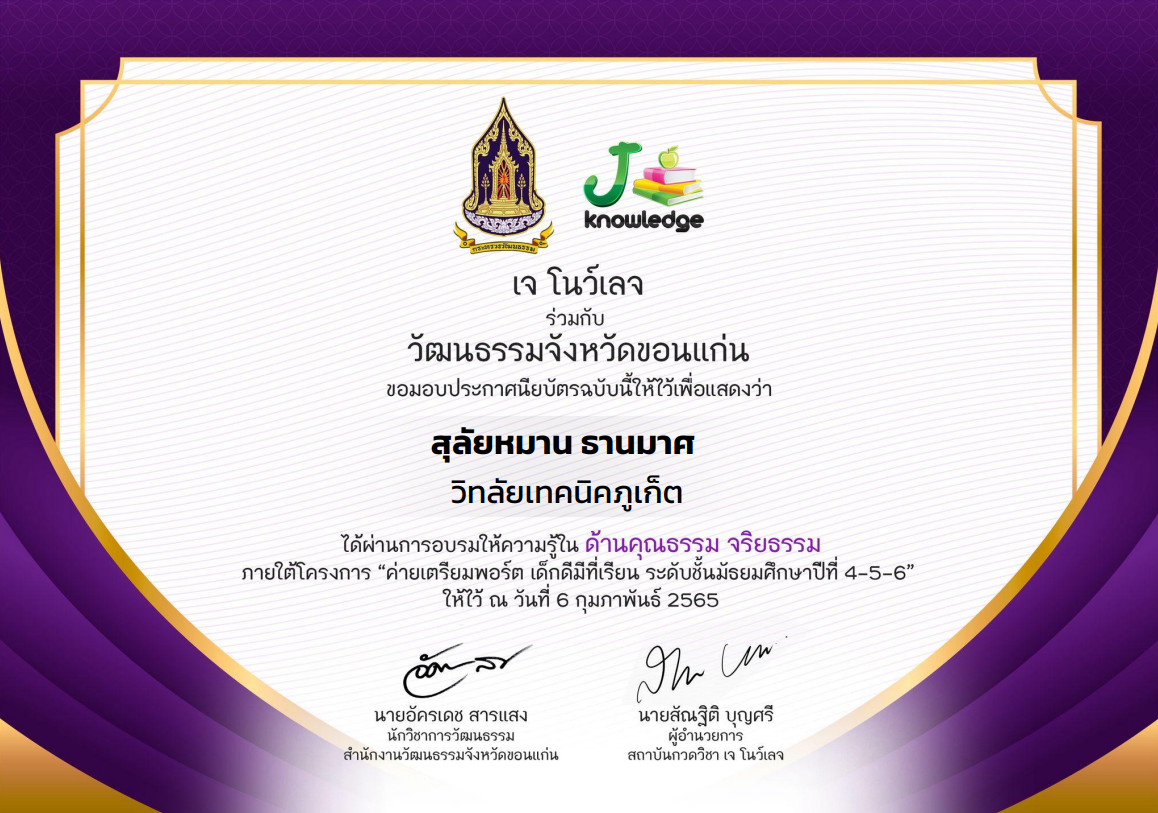 กระทรวงวัฒนธรรม
J
knowledge
เจ โนว์เลจ
ร่วมกับ
วัฒนธรรมจังหวัดขอนแก่น
ขอมอบประกาศนียบัตรฉบับนี้ให้ไว้เพื่อแสดงว่า
สุลัยหมาน ธานมาศ
วิทลัยเทคนิคภูเก็ต
ได้ผ่านการอบรมให้ความรู้ใน ด้านคุณธรรม จริยธรรม
ภายใต้โครงการ “ค่ายเตรียมพอร์ต เด็กดีมีที่เรียน ระดับชั้นมัธยมศึกษาปีที่ 4-5-6”
ให้ไว้ ณ วันที่ 6 กุมภาพันธ์ 2565
นายอัครเดช สารแสง
นักวิชาการวัฒนธรรม
สำนักงานวัฒนธรรมจังหวัดขอนแก่น
นายสัณฐิติ บุญศรี
ผู้อำนวยการ
สถาบันกวดวิชา เจ โนว์เลจ